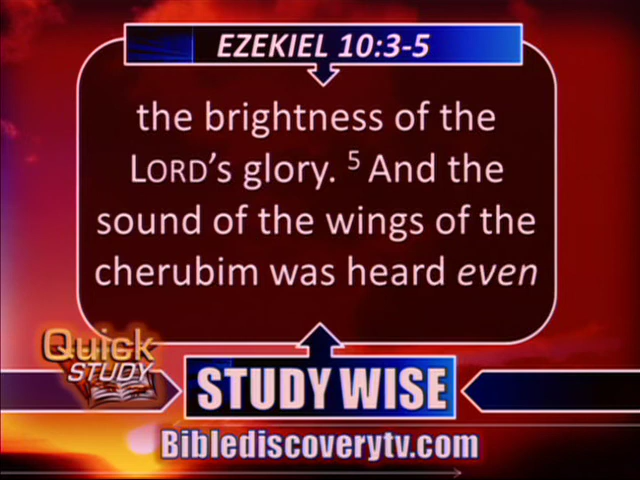 EZEKIEL 10:3-5
the brightness of the
LORD’s glory. ⁵ And the
sound of the wings of the
cherubim was heard even
Quick
STUDY
STUDY WISE
Biblediscoverytv.com